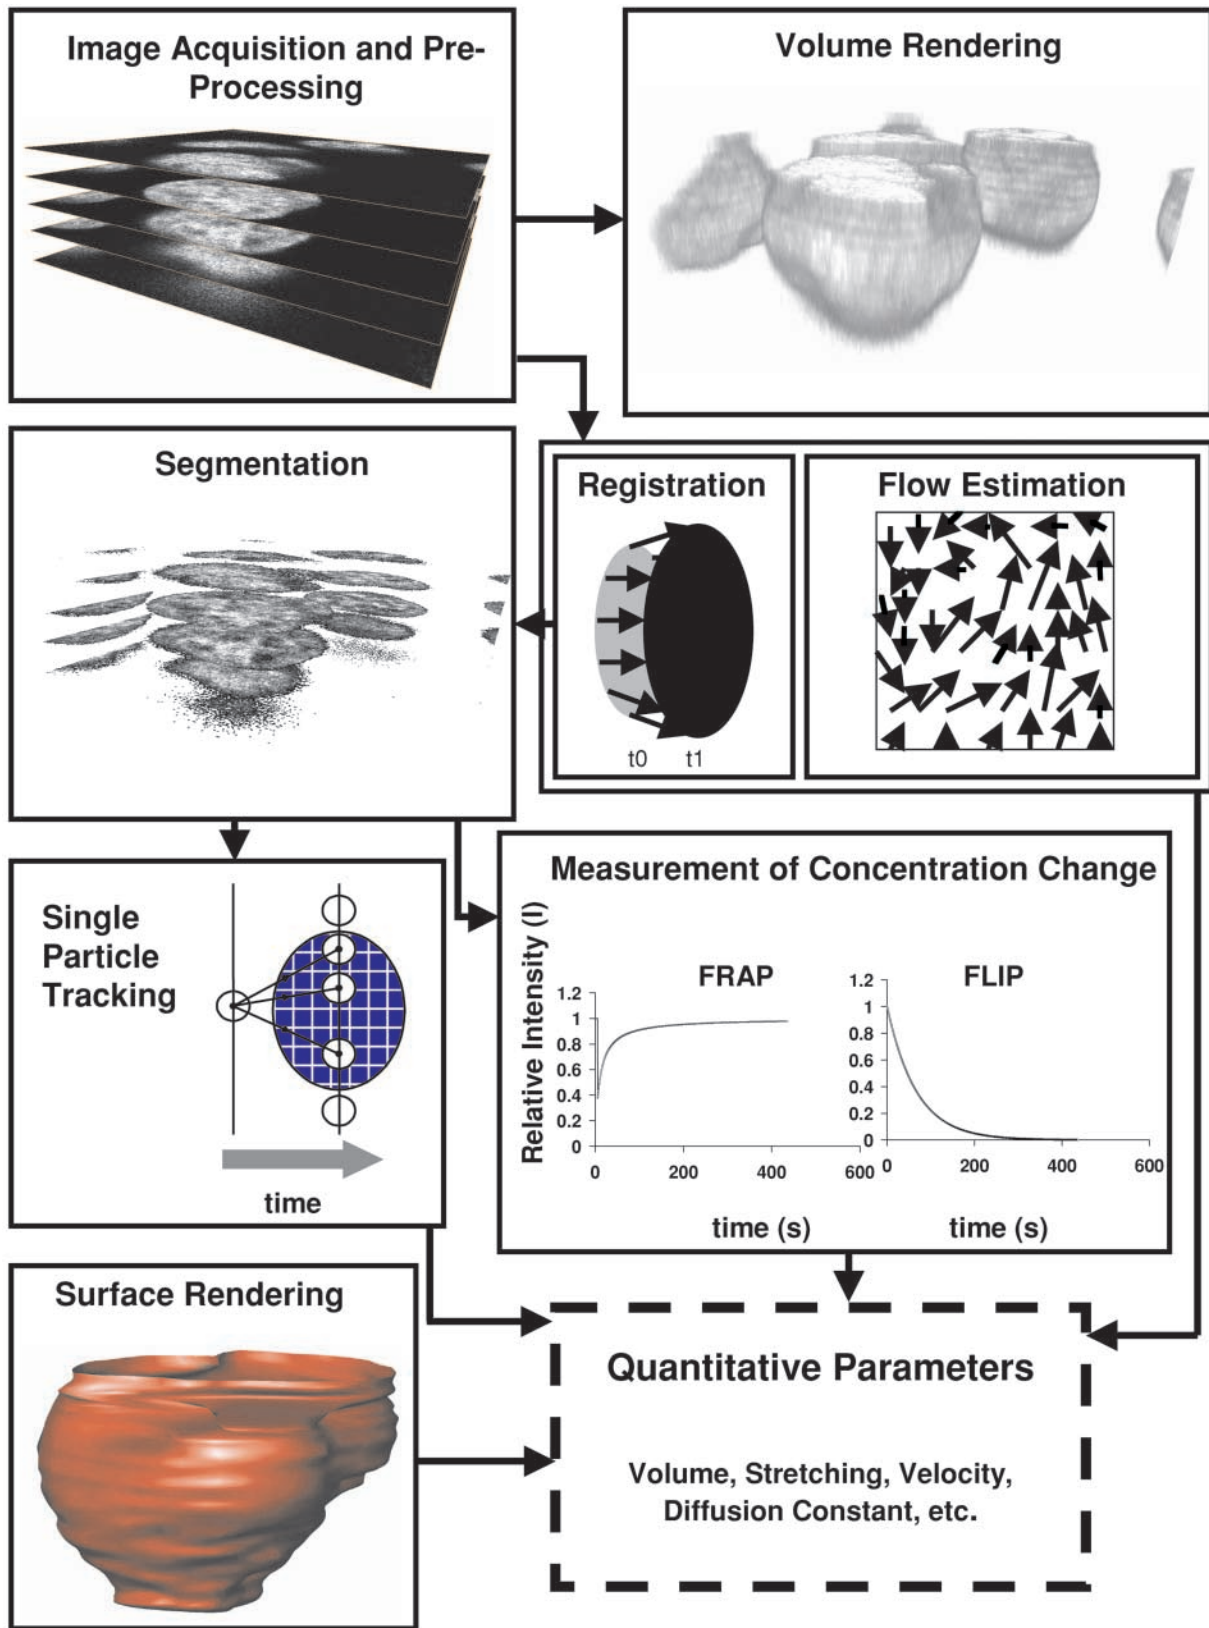 Image Acquisition and Pre-
Processing
Volume Rendering
Segmentation
Registration
t0 t1
Flow Estimation
Single
Particle
Tracking
time
Measurement of Concentration Change
Relative Intensity (I)
FRAP
1.2
1
0.8
0.6
0.4
0.2
0
0 200 400 600
time (s)
FLIP
1.2
1
0.8
0.6
0.4
0.2
0
0 200 400 600
time (s)
Surface Rendering
Quantitative Parameters
Volume, Stretching, Velocity,
Diffusion Constant, etc.